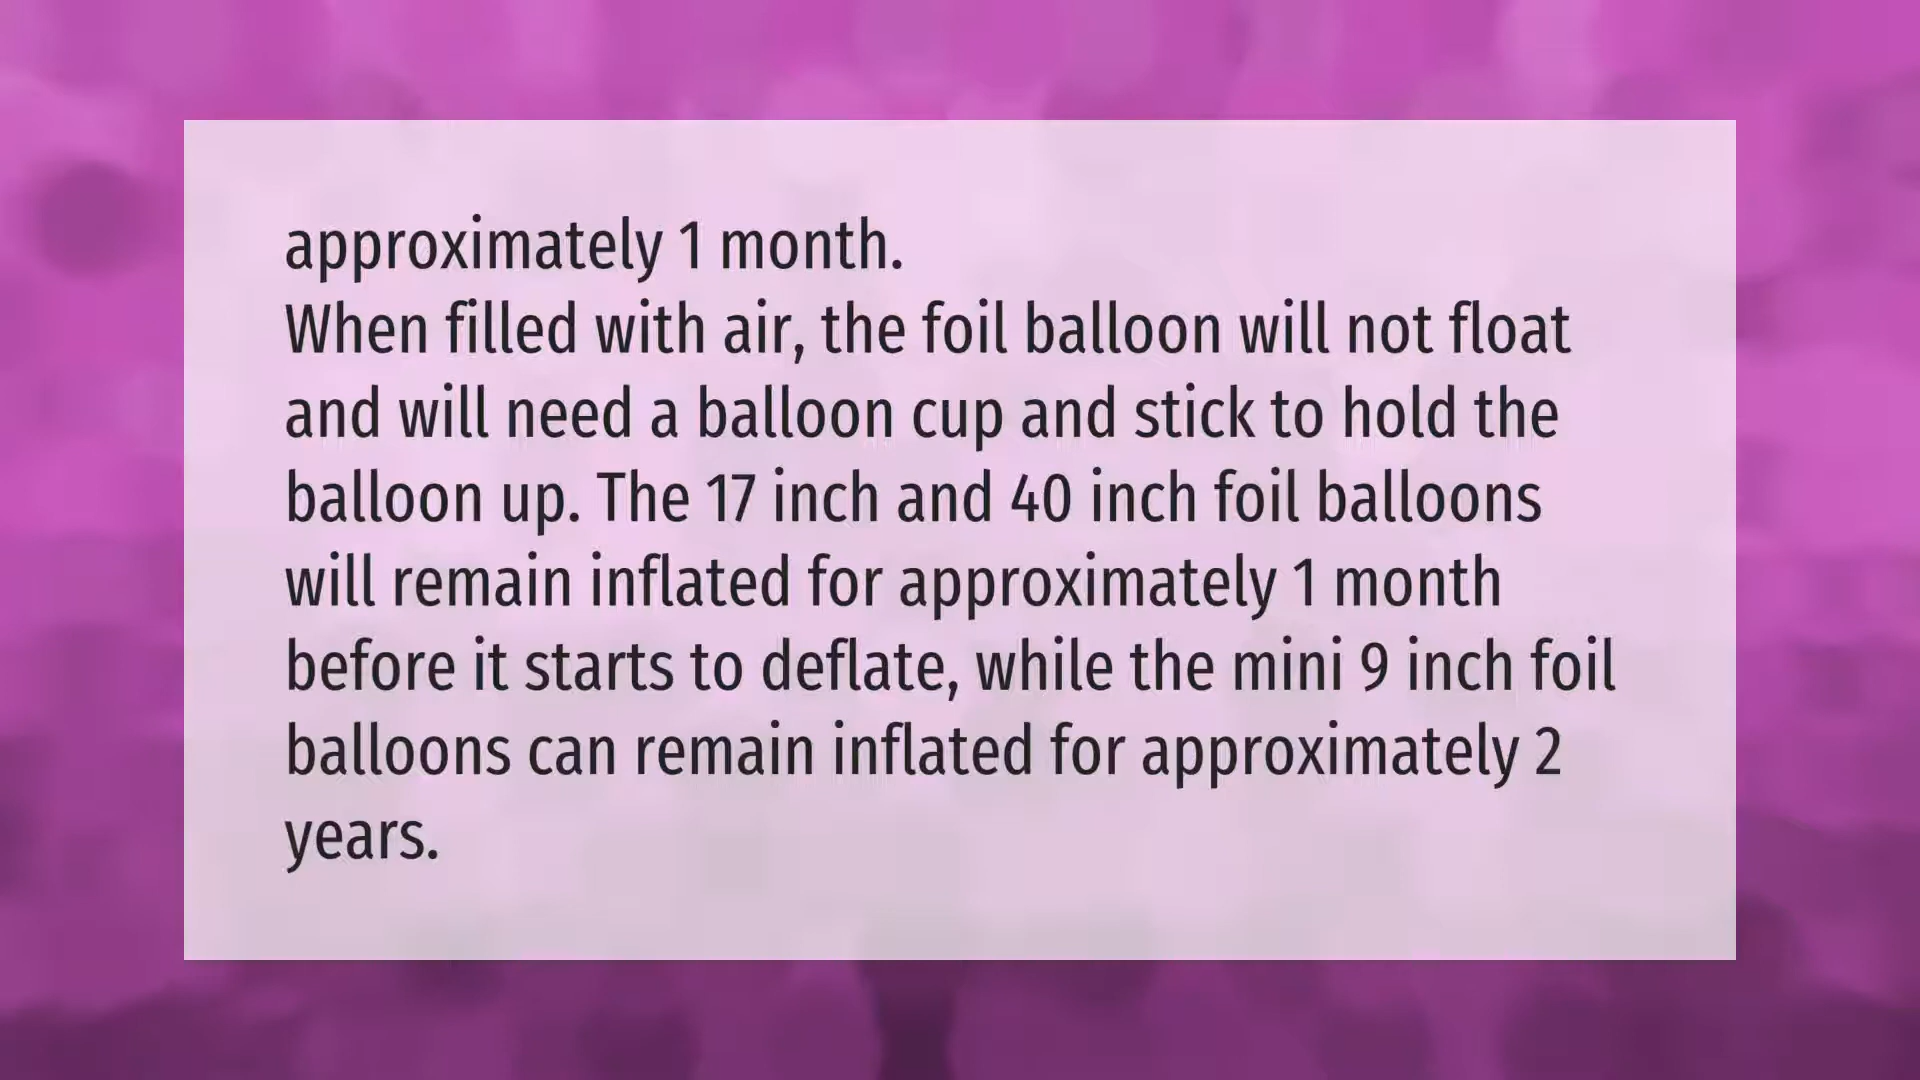 approximately 1 month.
When filled with air, the foil balloon will not float
and will need a balloon cup and stick to hold the
balloon up. The 17 inch and 40 inch foil balloons
will remain inflated for approximately 1 month
before it starts to deflate, while the mini 9 inch foil
balloons can remain inflated for approximately 2
years.